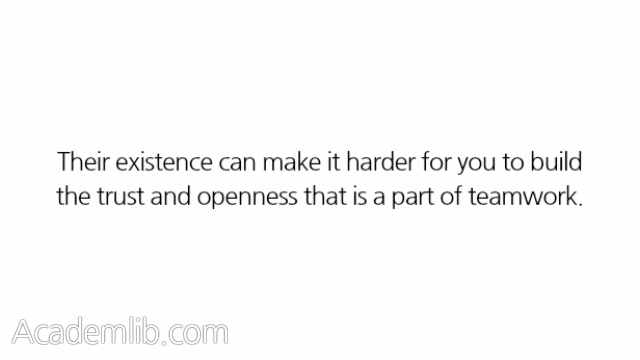 Their existence can make it harder for you to build
the trust and openness that is a part of teamwork.
Academlib.com